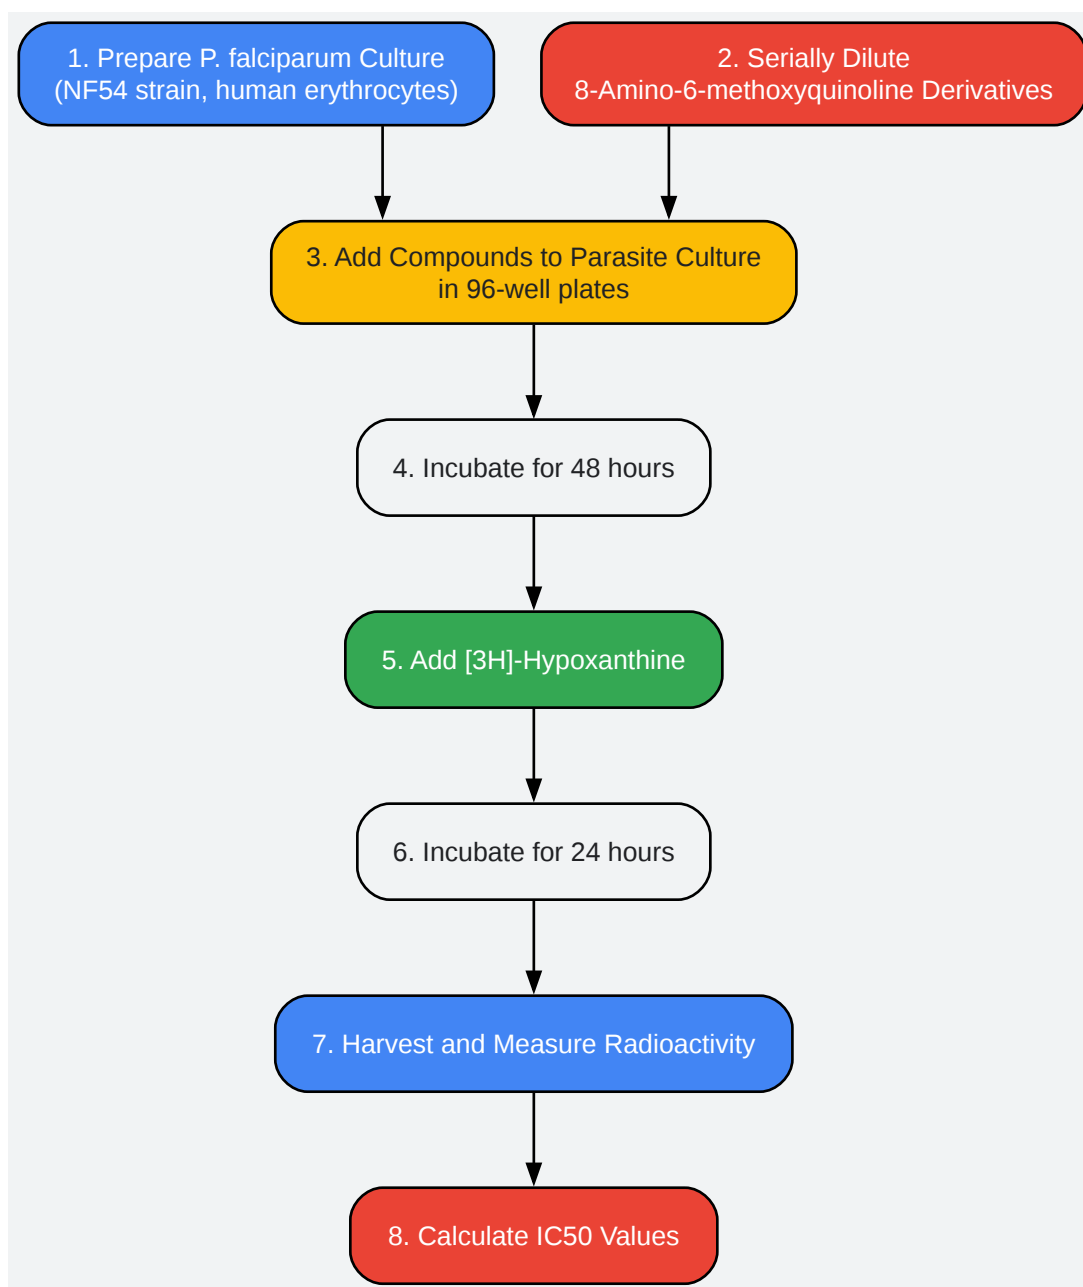 1. Prepare P. falciparum Culture
(NF54 strain, human erythrocytes)
2. Serially Dilute
8-Amino-6-methoxyquinoline Derivatives
3. Add Compounds to Parasite Culture
in 96-well plates
4. Incubate for 48 hours
5. Add [3H]-Hypoxanthine
6. Incubate for 24 hours
7. Harvest and Measure Radioactivity
8. Calculate IC50 Values